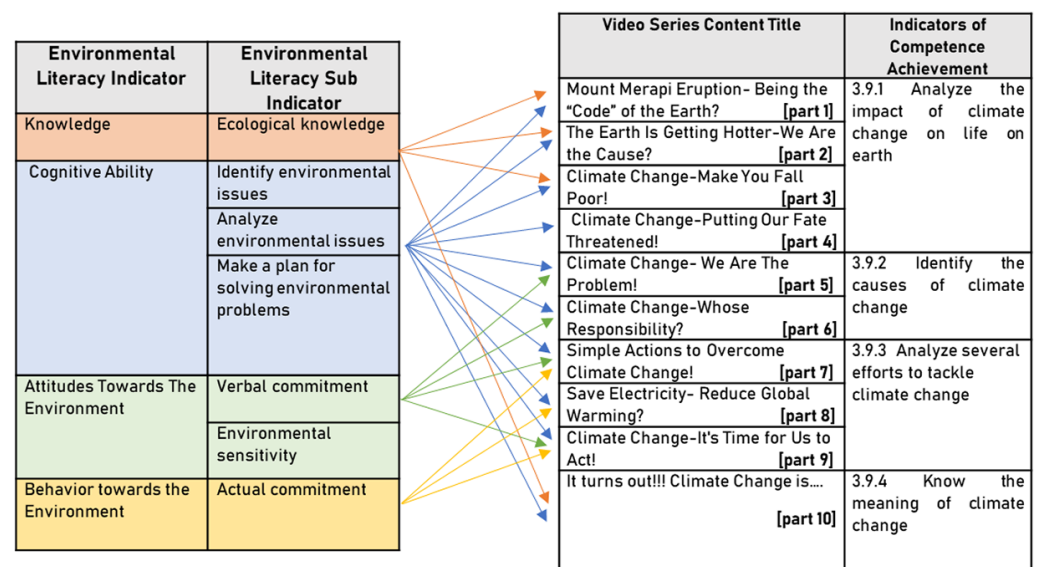 Environmental
Literacy Indicator
Environmental
Literacy Sub
Indicator
Knowledge
Ecological knowledge
Cognitive Ability
Identify environmental
issues
Analyze
environmental issues
Make a plan for
solving environmental
problems
Attitudes Towards The
Environment
Verbal commitment
Environmental
sensitivity
Behavior towards the
Environment
Actual commitment
Video Series Content Title
Indicators of
Competence
Achievement
Mount Merapi Eruption- Being the
“Code” of the Earth? [part 1]
The Earth Is Getting Hotter-We Are
the Cause? [part 2]
Climate Change-Make You Fall
Poor! [part 3]
Climate Change-Putting Our Fate
Threatened! [part 4]
3.9.1 Analyze the
impact of climate
change on life on
earth
Climate Change- We Are The
Problem! [part 5]
Climate Change-Whose
Responsibility? [part 6]
3.9.2 Identify the
causes of climate
change
Simple Actions to Overcome
Climate Change! [part 7]
Save Electricity- Reduce Global
Warming? [part 8]
Climate Change-It's Time for Us to
Act! [part 9]
3.9.3 Analyze several
efforts to tackle
climate change
It turns out!!! Climate Change is....
[part 10]
3.9.4 Know the
meaning of climate
change